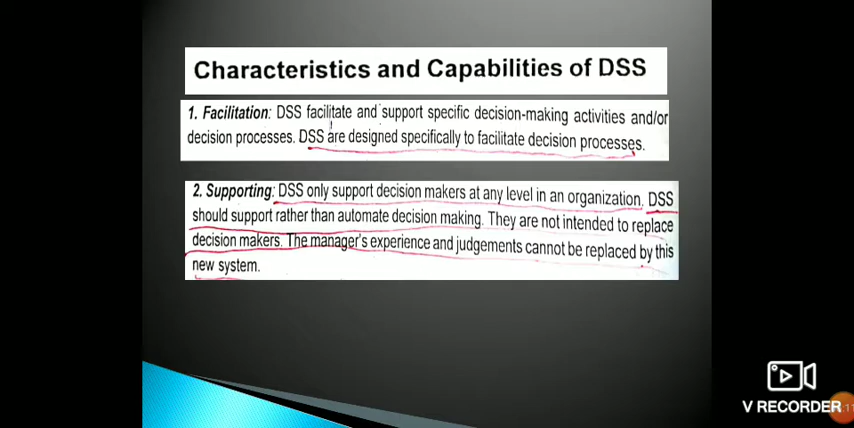 Characteristics and Capabilities of DSS
1. Facilitation: DSS facilitate and support specific decision-making activities and/or
decision processes. DSS are designed specifically to facilitate decision processes.
2. Supporting: DSS only support decision makers at any level in an organization. DSS
should support rather than automate decision making. They are not intended to replace
decision makers. The manager's experience and judgements cannot be replaced by this
new system.
V RECORDER